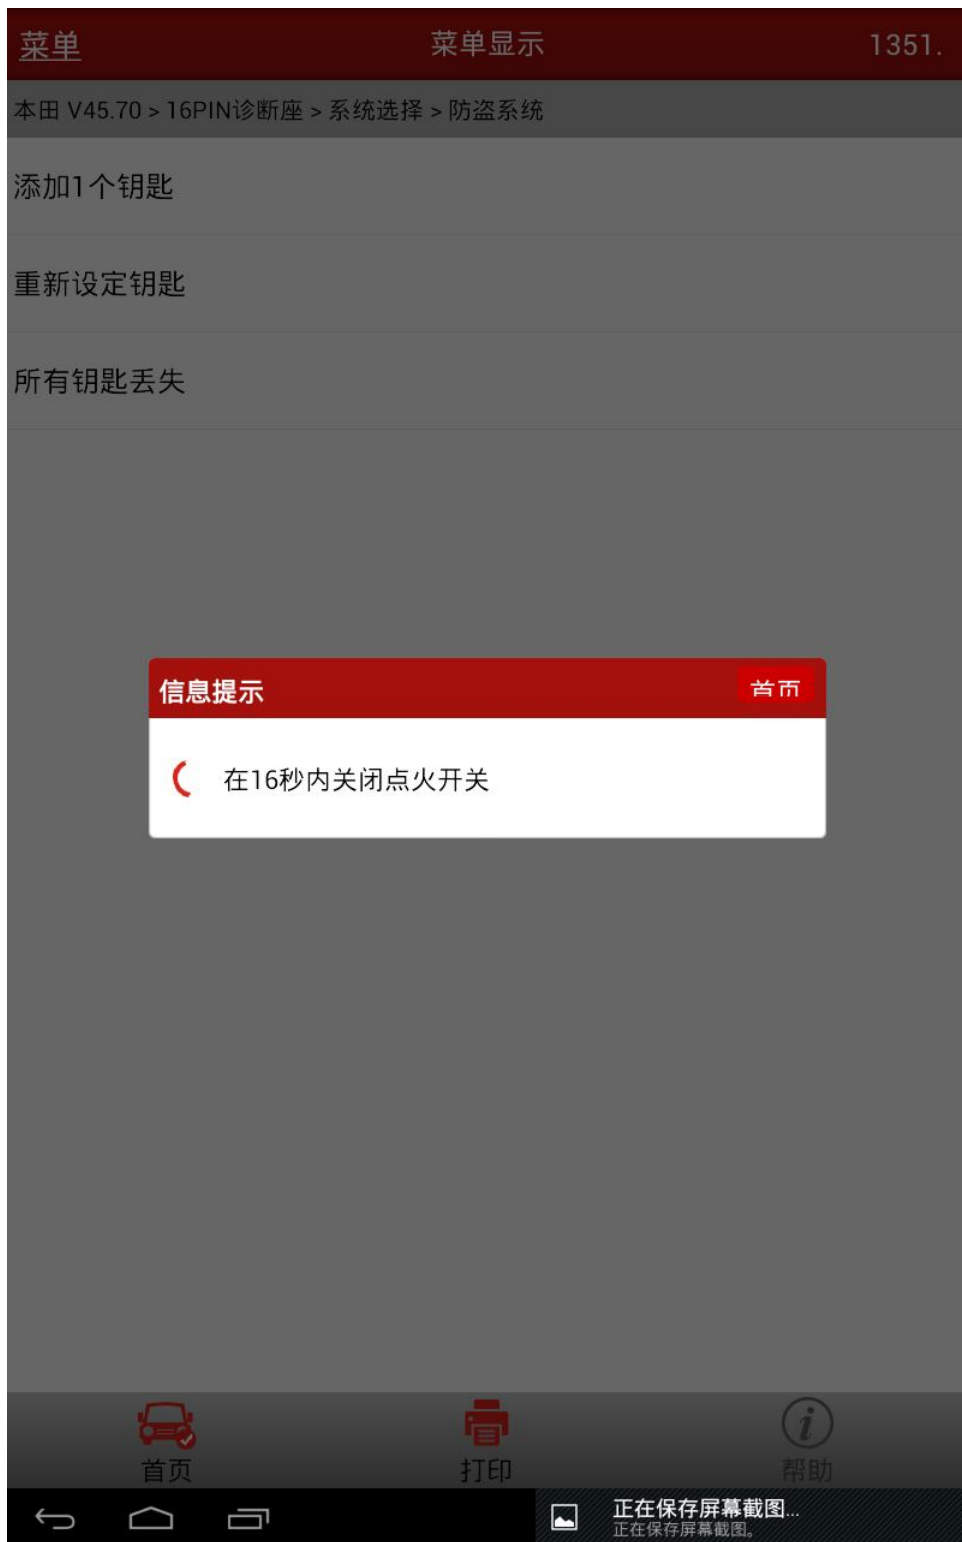 菜单 菜单显示 1351.
本田 V45.70 > 16PIN诊断座 > 系统选择 > 防盗系统
添加1个钥匙
重新设定钥匙
所有钥匙丢失
信息提示 首页
在16秒内关闭点火开关
首页 打印 帮助
正在保存屏幕截图...
正在保存屏幕截图。